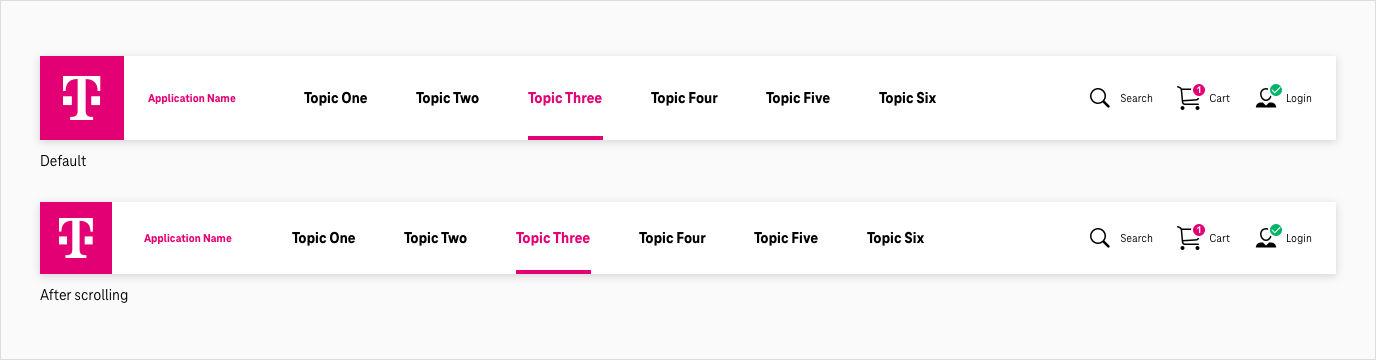 T Application Name Topic One Topic Two Topic Three Topic Four Topic Five Topic Six Search 1 Cart Login
Default
T Application Name Topic One Topic Two Topic Three Topic Four Topic Five Topic Six Search 1 Cart Login
After scrolling